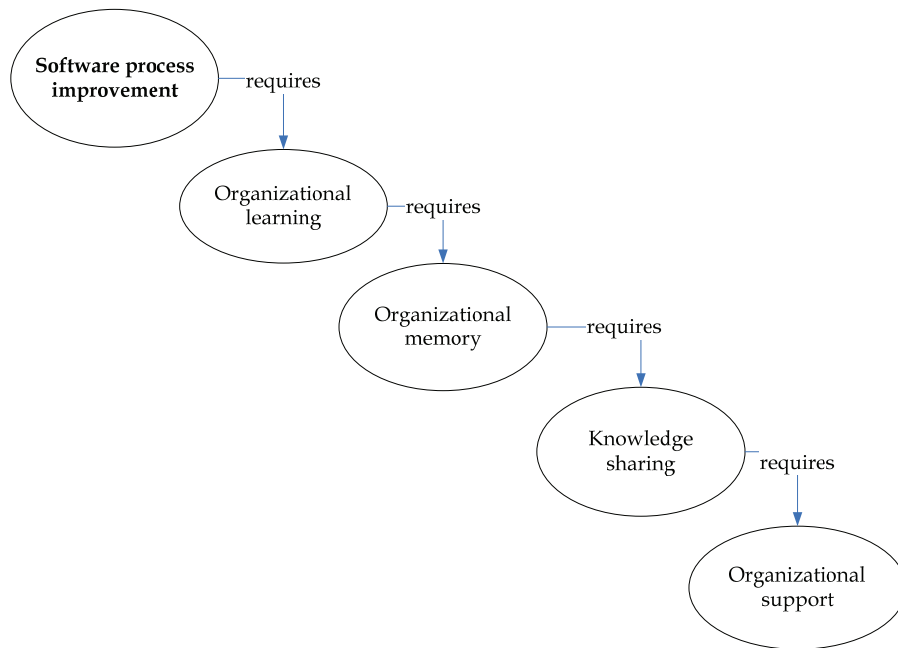 Software process
improvement
requires
Organizational
learning
requires
Organizational
memory
requires
Knowledge
sharing
requires
Organizational
support